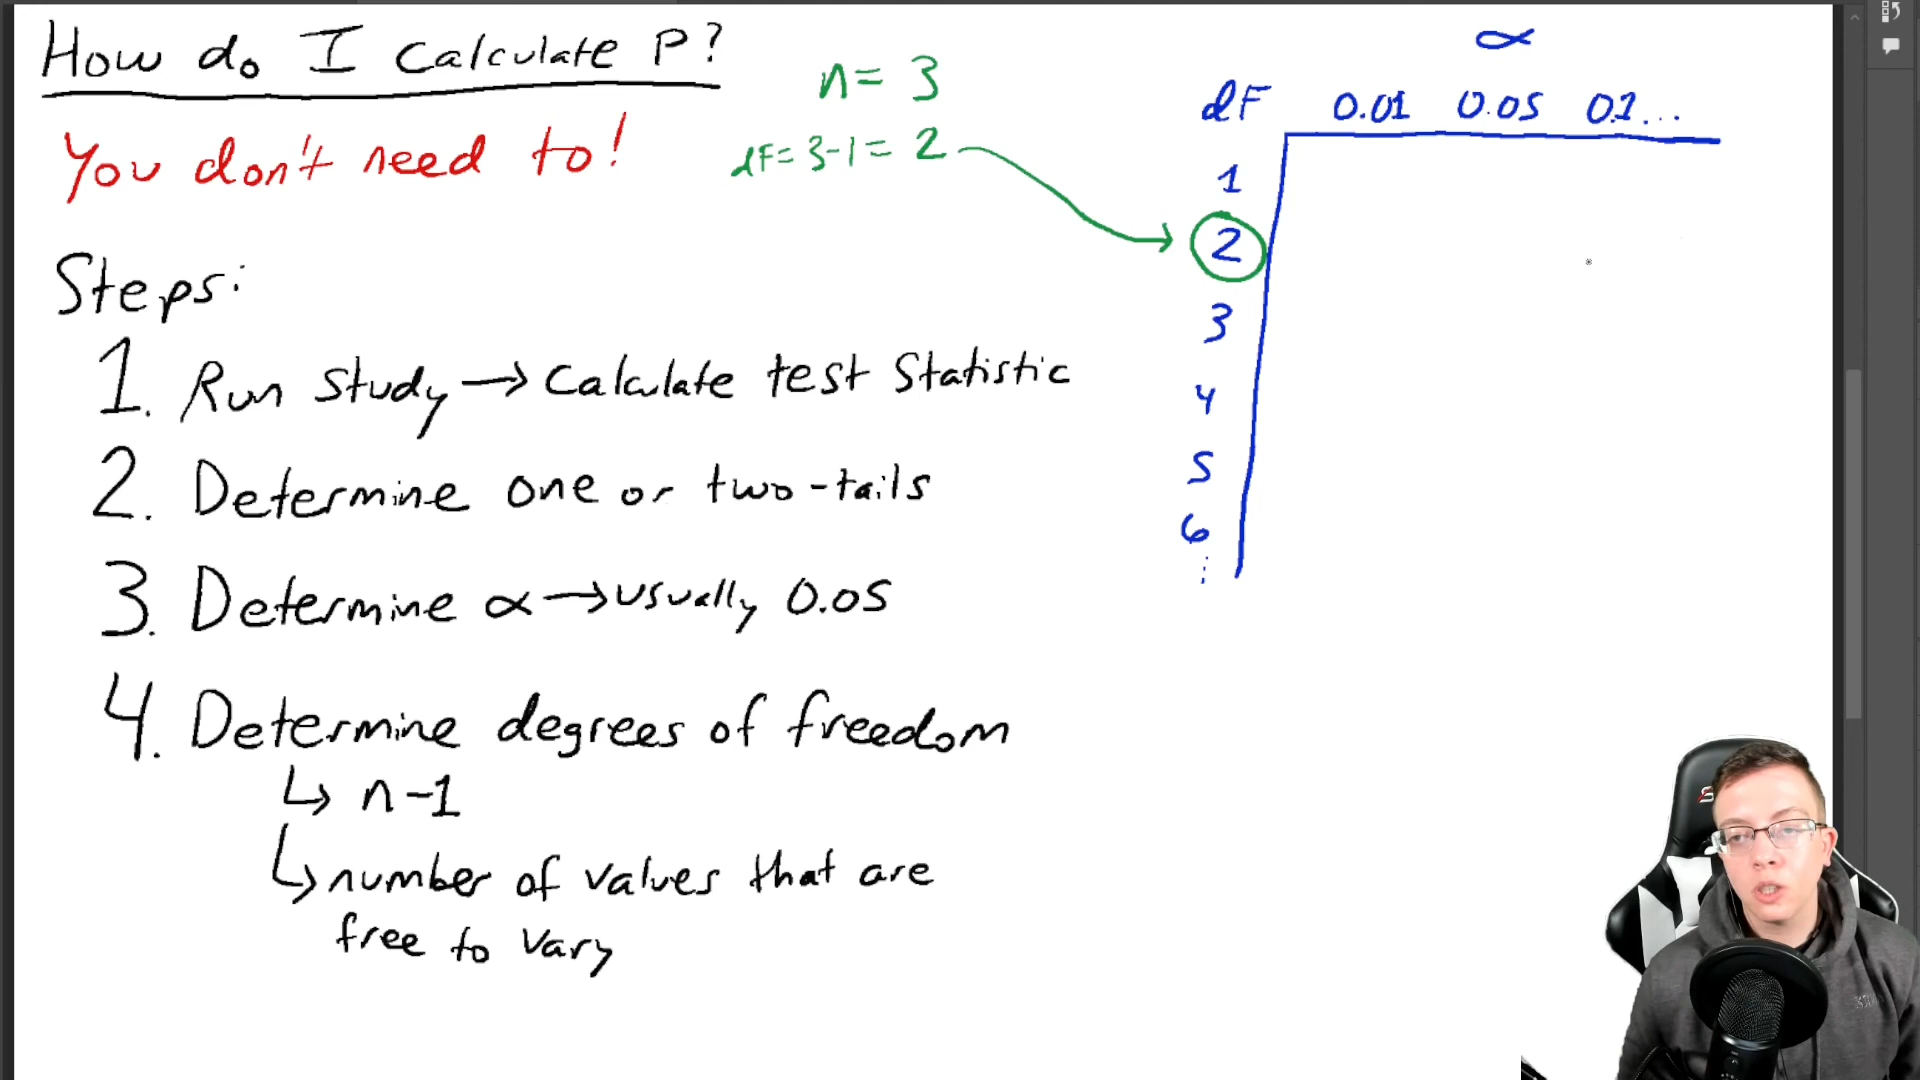 How do I calculate P?
You don't need to!
n = 3
dF = 3-1 = 2
Steps:
1. Run study → calculate test statistic
2. Determine one or two-tails
3. Determine α → usually 0.05
4. Determine degrees of freedom
↳ n-1
↳ number of values that are
free to vary
α
dF 0.01 0.05 0.1...
1
2
3
4
5
6
⋮